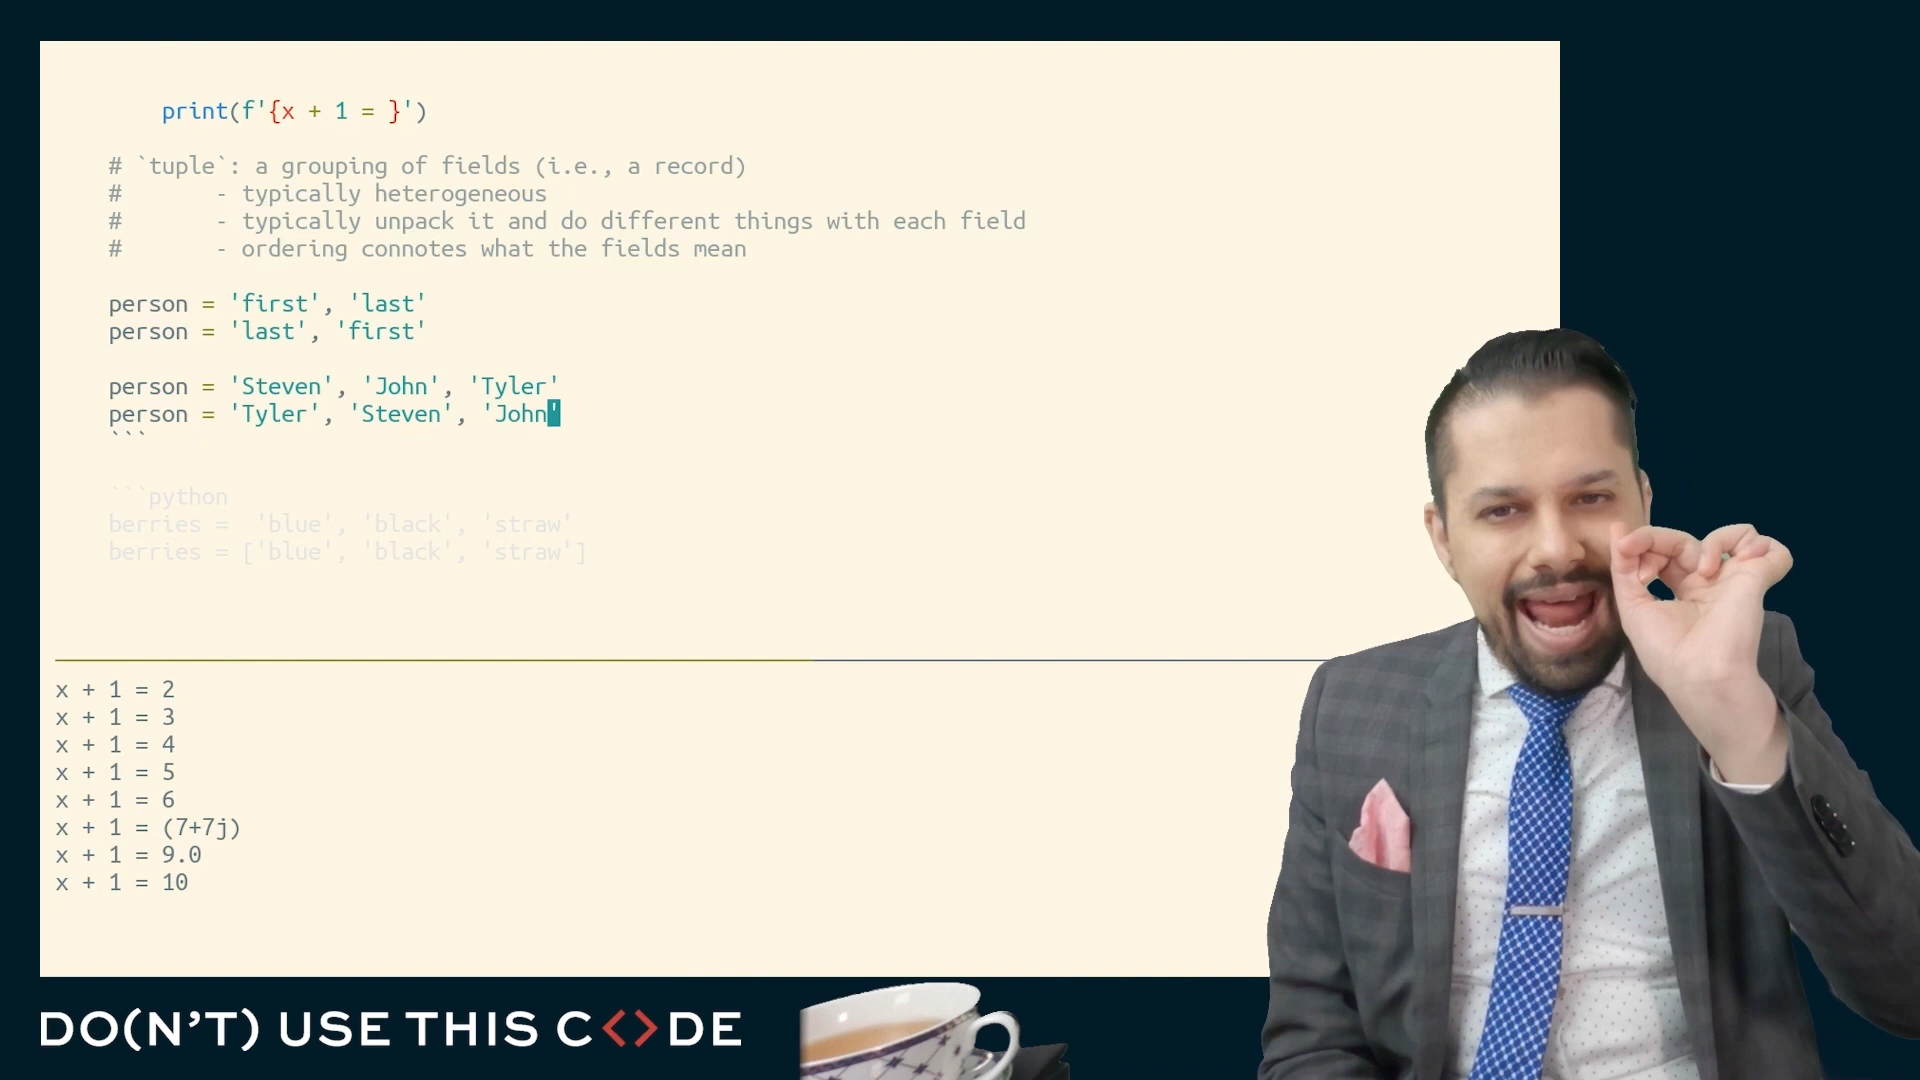 print(f'{x + 1 = }')
# `tuple`: a grouping of fields (i.e., a record)
#       - typically heterogeneous
#       - typically unpack it and do different things with each field
#       - ordering connotes what the fields mean
person = 'first', 'last'
person = 'last', 'first'
person = 'Steven', 'John', 'Tyler'
person = 'Tyler', 'Steven', 'John'
```
```python
berries =  'blue', 'black', 'straw'
berries = ['blue', 'black', 'straw']
x + 1 = 2
x + 1 = 3
x + 1 = 4
x + 1 = 5
x + 1 = 6
x + 1 = (7+7j)
x + 1 = 9.0
x + 1 = 10
DO(N'T) USE THIS C<>DE